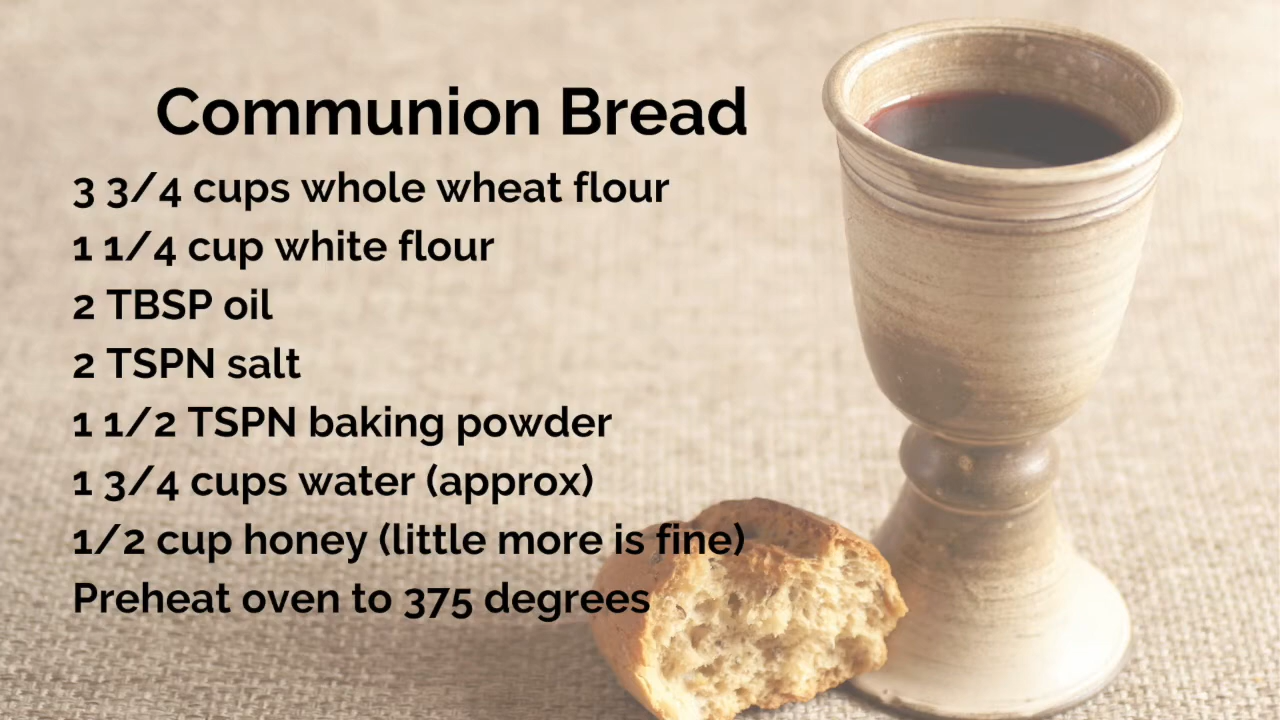 Communion Bread
3 3/4 cups whole wheat flour
1 1/4 cup white flour
2 TBSP oil
2 TSPN salt
1 1/2 TSPN baking powder
1 3/4 cups water (approx)
1/2 cup honey (little more is fine)
Preheat oven to 375 degrees